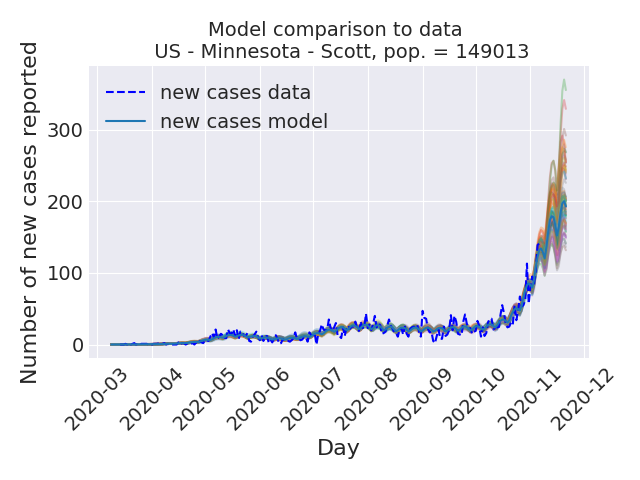 Model comparison to data
US - Minnesota - Scott, pop. = 149013
Number of new cases reported
300
200
100
0
new cases data
new cases model
2020-03
2020-04
2020-05
2020-06
2020-07
2020-08
2020-09
2020-10
2020-11
2020-12
Day